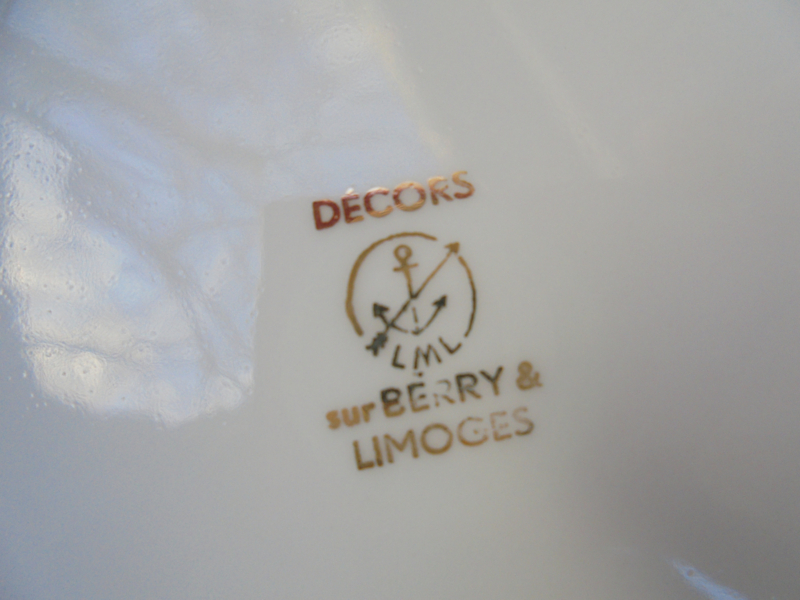 DÉCORS
LML
sur BERRY &
LIMOGES